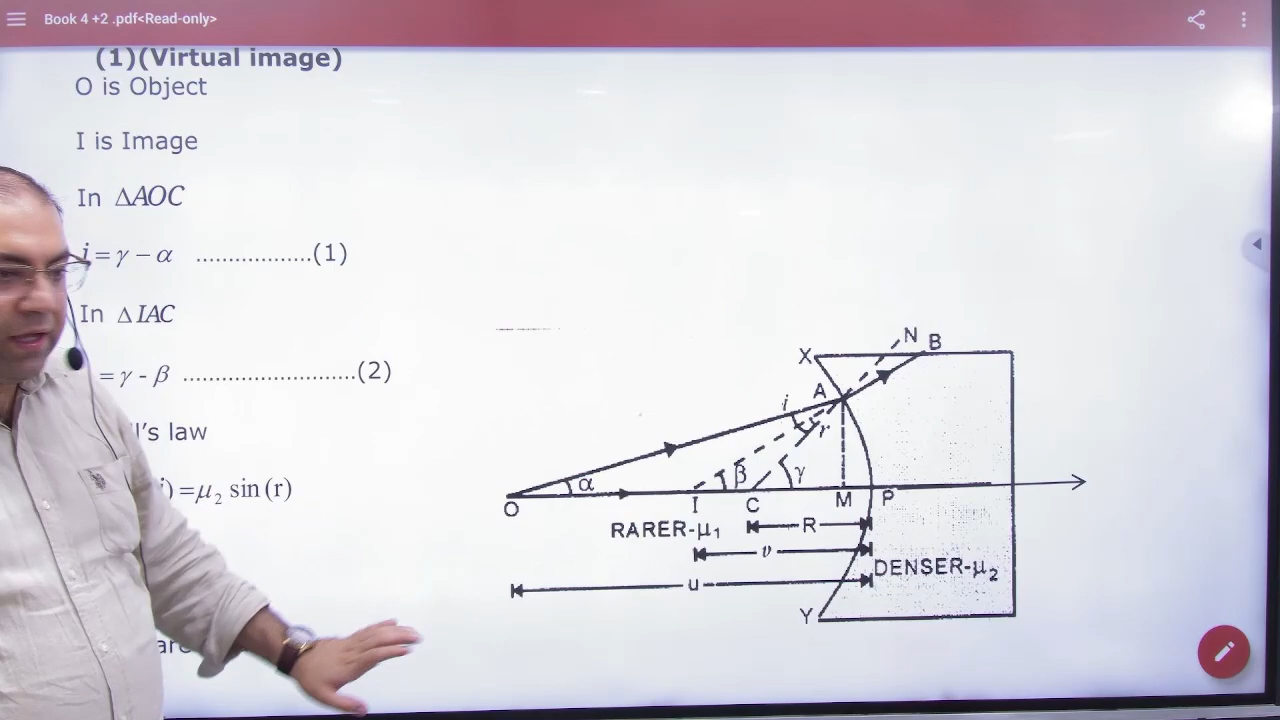 Book 4 +2 .pdf<Read-only>
(1)(Virtual image)
O is Object
I is Image
In ΔAOC
i = γ − α ..................(1)
In ΔIAC
= γ - β ...........................(2)
l's law
) = μ₂ sin (r)
X
N
B
A
i
r
α
β
γ
O
I
C
M
P
RARER-μ₁
R
υ
DENSER-μ₂
u
Y